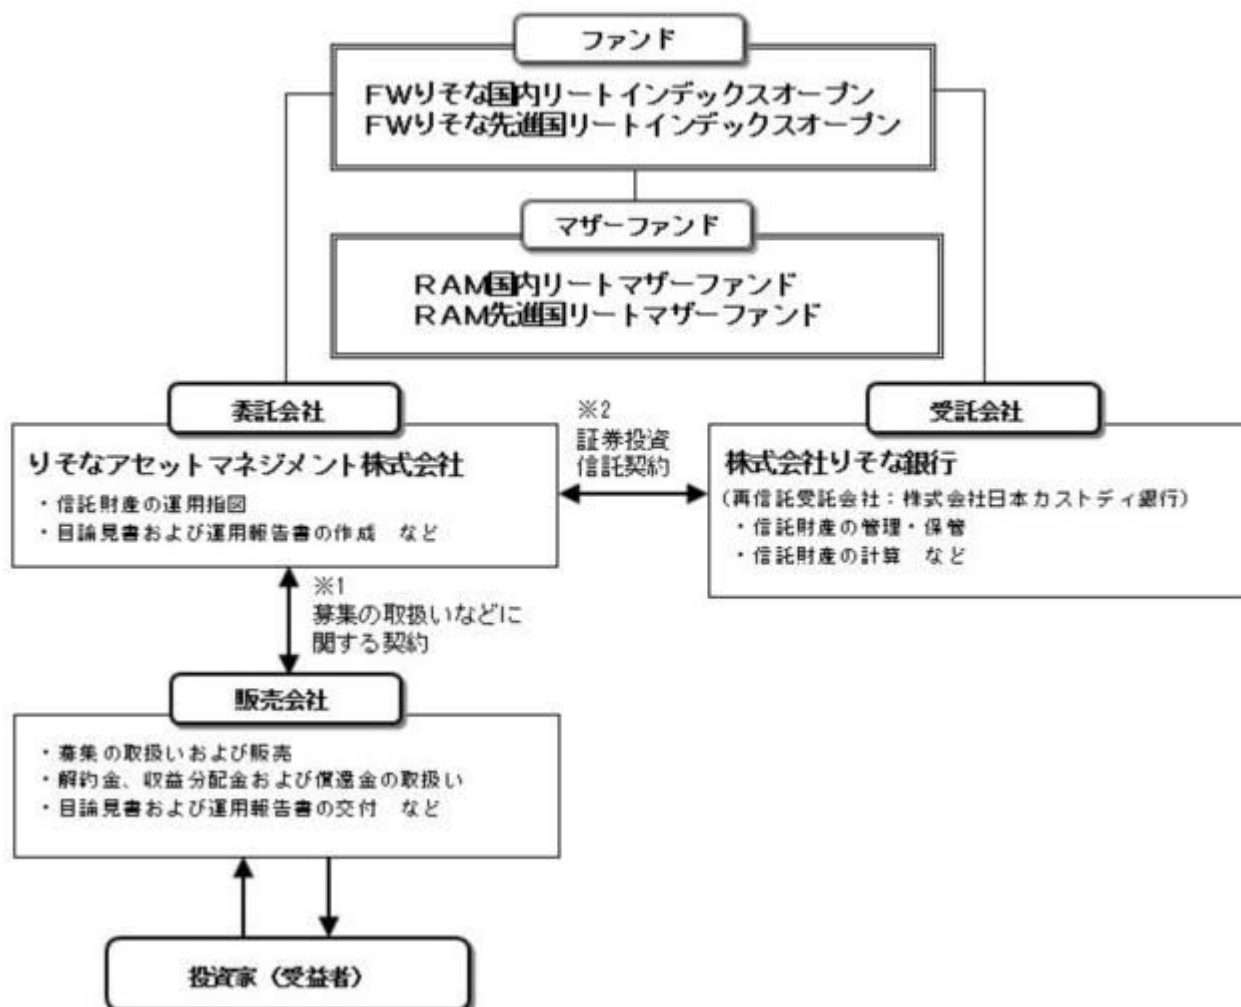 ファンド
FWりそな国内リートインデックスオープン
FWりそな先進国リートインデックスオープン
マザーファンド
RAM国内リートマザーファンド
RAM先進国リートマザーファンド
委託会社
りそなアセットマネジメント株式会社
・信託財産の運用指図
・目論見書および運用報告書の作成 など
※2
証券投資
信託契約
受託会社
株式会社りそな銀行
(再信託受託会社:株式会社日本カストディ銀行)
・信託財産の管理・保管
・信託財産の計算 など
※1
募集の取扱いなどに
関する契約
販売会社
・募集の取扱いおよび販売
・解約金、収益分配金および償還金の取扱い
・目論見書および運用報告書の交付 など
投資家(受益者)